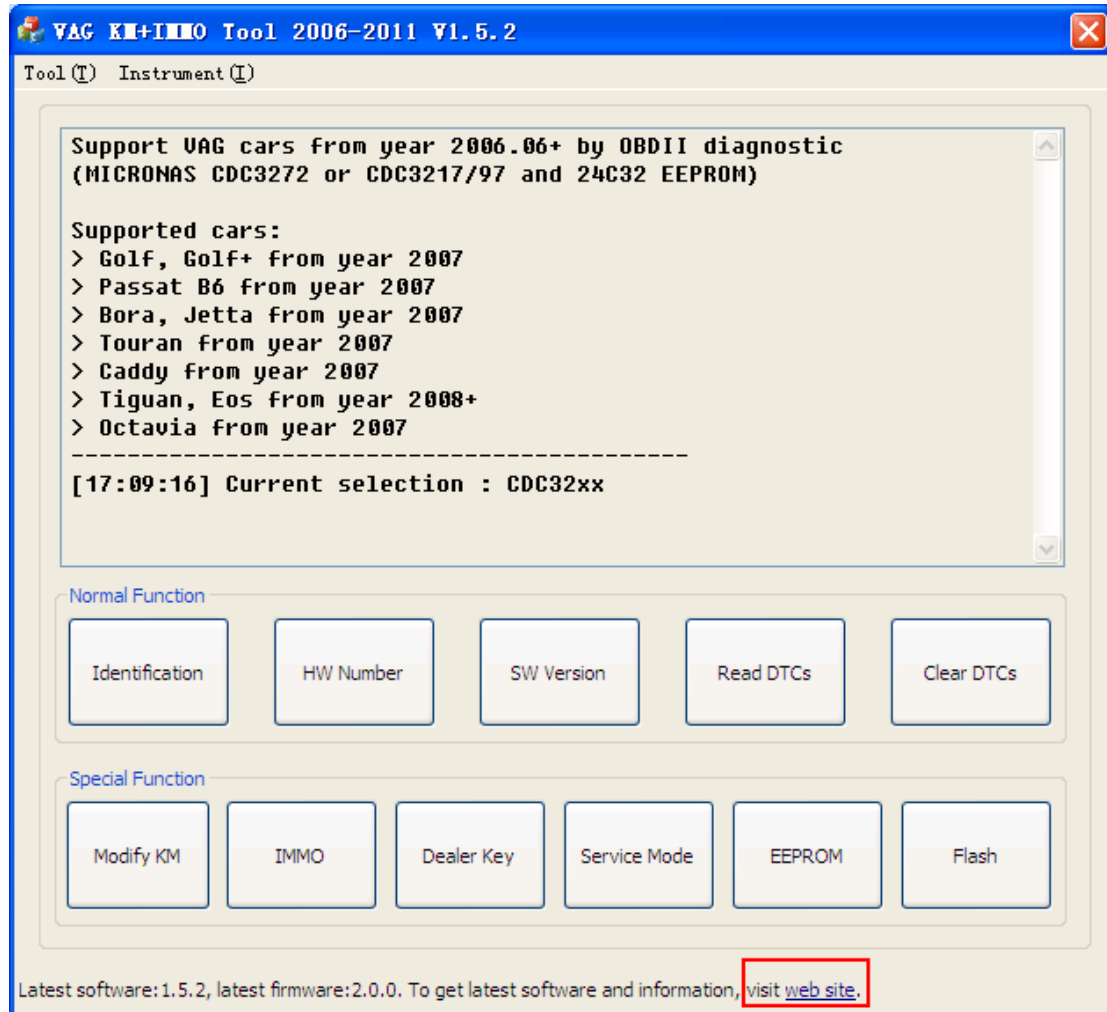 VAG KM+IMMO Tool 2006-2011 V1.5.2
Tool(T) Instrument(I)
Support VAG cars from year 2006.06+ by OBDII diagnostic
(MICRONAS CDC3272 or CDC3217/97 and 24C32 EEPROM)
Supported cars:
> Golf, Golf+ from year 2007
> Passat B6 from year 2007
> Bora, Jetta from year 2007
> Touran from year 2007
> Caddy from year 2007
> Tiguan, Eos from year 2008+
> Octavia from year 2007
--------------------------------------------
[17:09:16] Current selection : CDC32xx
Normal Function
Identification HW Number SW Version Read DTCs Clear DTCs
Special Function
Modify KM IMMO Dealer Key Service Mode EEPROM Flash
Latest software:1.5.2, latest firmware:2.0.0. To get latest software and information, visit web site.